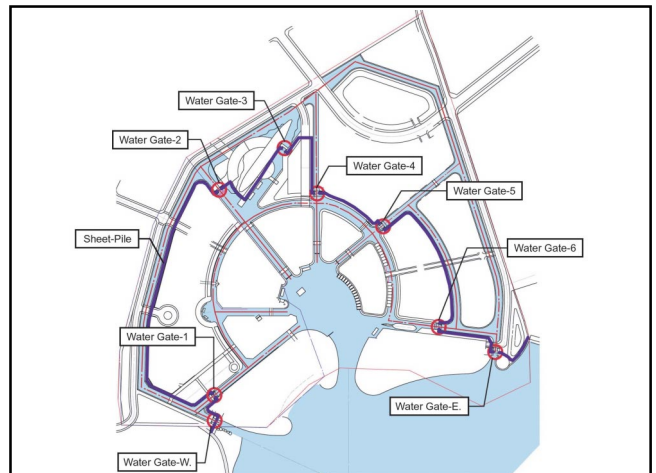 Water Gate-3
Water Gate-2
Water Gate-4
Water Gate-5
Sheet-Pile
Water Gate-6
Water Gate-1
Water Gate-E.
Water Gate-W.